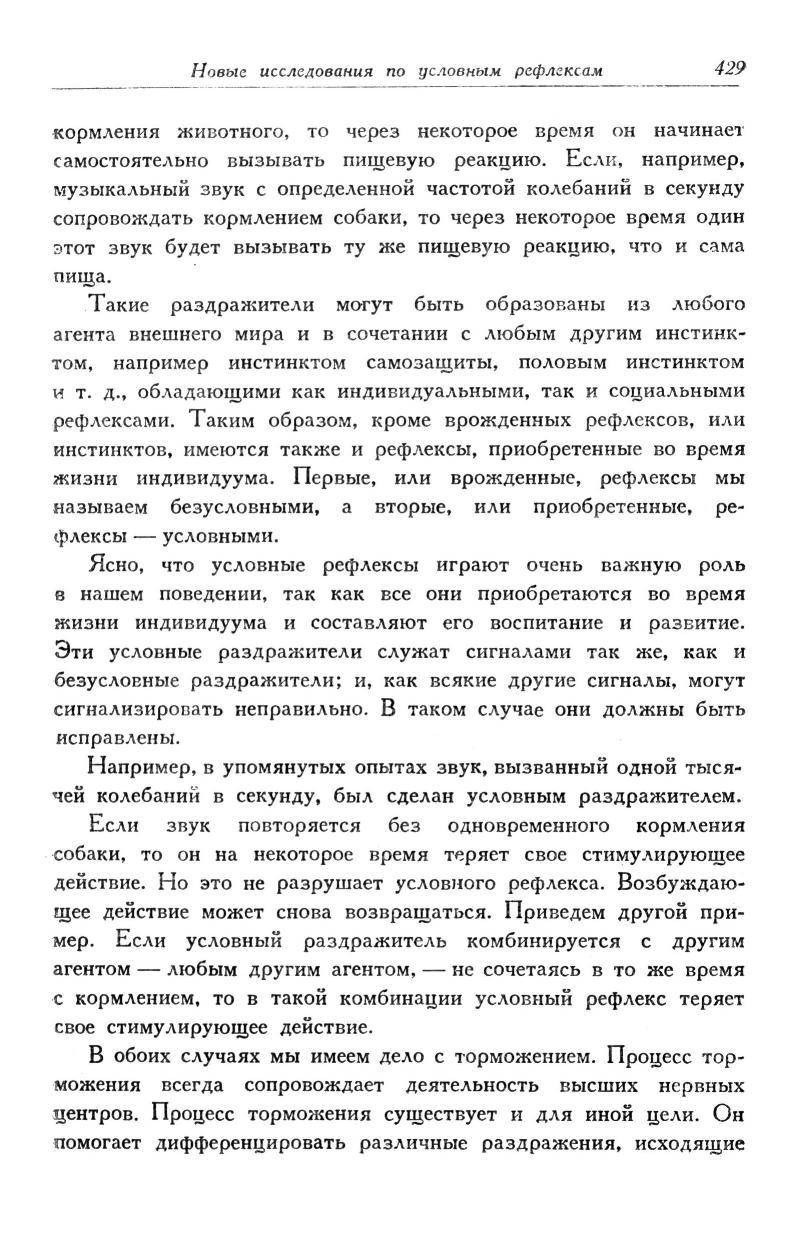 Новые исследования по условным рефлексам 429
кормления животного, то через некоторое время он начинает
самостоятельно вызывать пищевую реакцию. Если, например,
музыкальный звук с определенной частотой колебаний в секунду
сопровождать кормлением собаки, то через некоторое время один
этот звук будет вызывать ту же пищевую реакцию, что и сама
пища.
Такие раздражители могут быть образованы из любого
агента внешнего мира и в сочетании с любым другим инстинк-
том, например инстинктом самозащиты, половым инстинктом
и т. д., обладающими как индивидуальными, так и социальными
рефлексами. Таким образом, кроме врожденных рефлексов, или
инстинктов, имеются также и рефлексы, приобретенные во время
жизни индивидуума. Первые, или врожденные, рефлексы мы
называем безусловными, а вторые, или приобретенные, ре-
флексы — условными.
Ясно, что условные рефлексы играют очень важную роль
в нашем поведении, так как все они приобретаются во время
жизни индивидуума и составляют его воспитание и развитие.
Эти условные раздражители служат сигналами так же, как и
безусловные раздражители; и, как всякие другие сигналы, могут
сигнализировать неправильно. В таком случае они должны быть
исправлены.
Например, в упомянутых опытах звук, вызванный одной тыся-
чей колебаний в секунду, был сделан условным раздражителем.
Если звук повторяется без одновременного кормления
собаки, то он на некоторое время теряет свое стимулирующее
действие. Но это не разрушает условного рефлекса. Возбуждаю-
щее действие может снова возвращаться. Приведем другой при-
мер. Если условный раздражитель комбинируется с другим
агентом — любым другим агентом, — не сочетаясь в то же время
с кормлением, то в такой комбинации условный рефлекс теряет
свое стимулирующее действие.
В обоих случаях мы имеем дело с торможением. Процесс тор-
можения всегда сопровождает деятельность высших нервных
центров. Процесс торможения существует и для иной цели. Он
помогает дифференцировать различные раздражения, исходящие